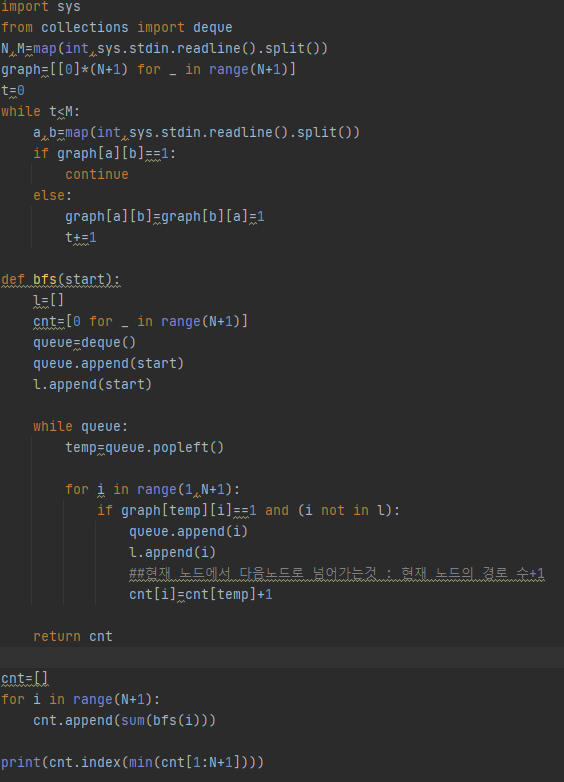 import sys
from collections import deque
N,M=map(int,sys.stdin.readline().split())
graph=[[0]*(N+1) for _ in range(N+1)]
t=0
while t<M:
    a,b=map(int,sys.stdin.readline().split())
    if graph[a][b]==1:
        continue
    else:
        graph[a][b]=graph[b][a]=1
        t+=1

def bfs(start):
    l=[]
    cnt=[0 for _ in range(N+1)]
    queue=deque()
    queue.append(start)
    l.append(start)

    while queue:
        temp=queue.popleft()

        for i in range(1,N+1):
            if graph[temp][i]==1 and (i not in l):
                queue.append(i)
                l.append(i)
                ##현재 노드에서 다음노드로 넘어가는것 : 현재 노드의 경로 수+1
                cnt[i]=cnt[temp]+1

    return cnt

cnt=[]
for i in range(N+1):
    cnt.append(sum(bfs(i)))

print(cnt.index(min(cnt[1:N+1])))